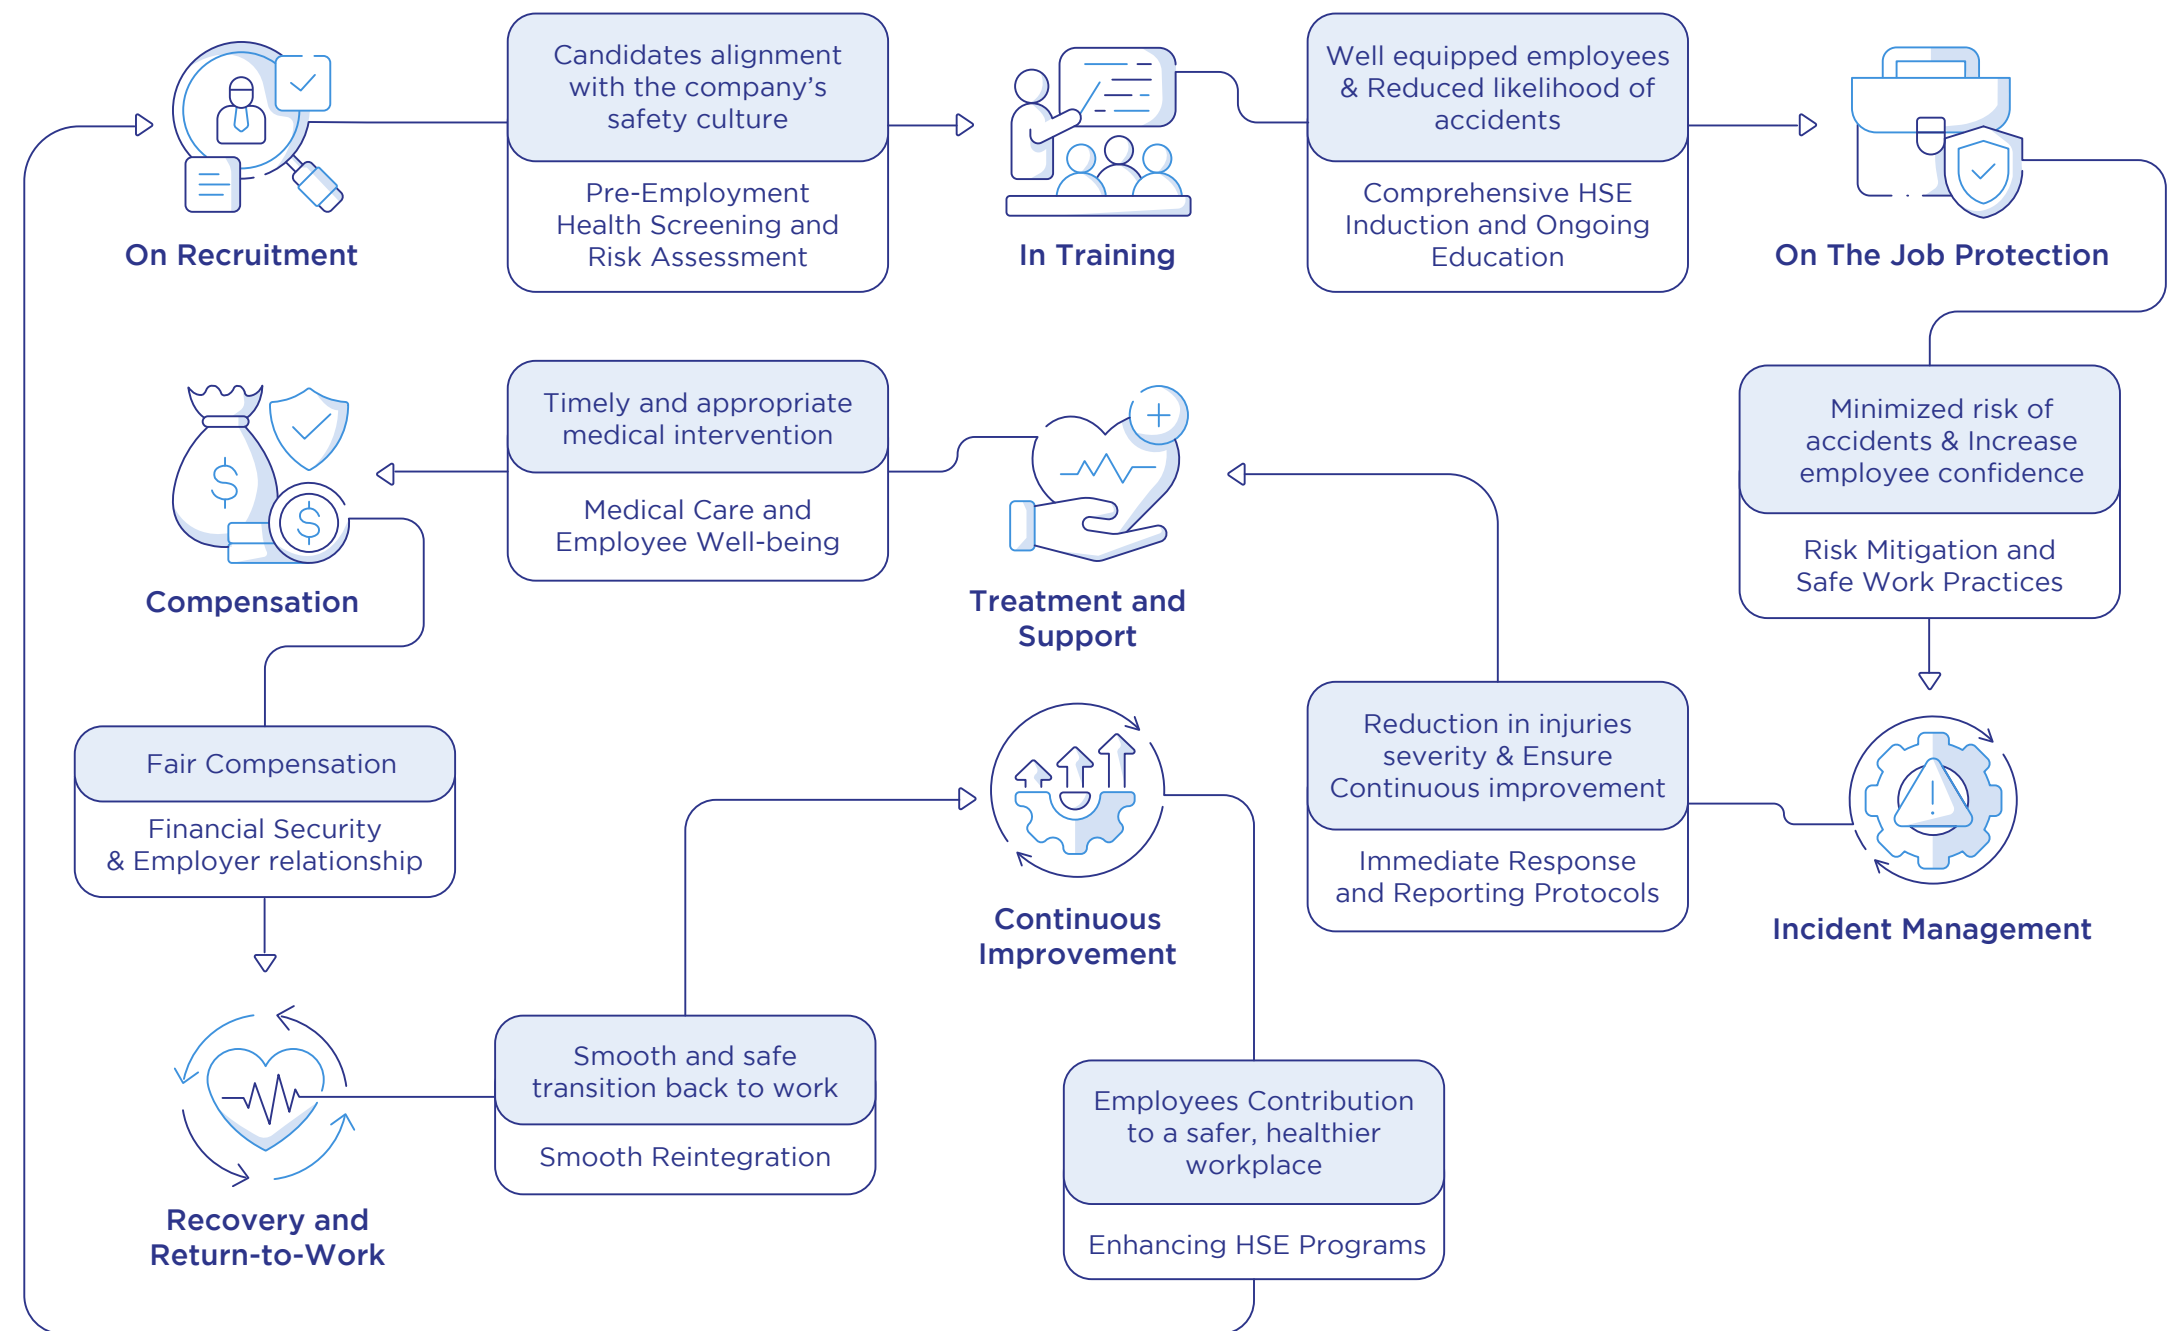 Candidates alignment
with the company's
safety culture
Pre-Employment
Health Screening and
Risk Assessment
On Recruitment
Well equipped employees
& Reduced likelihood of
accidents
Comprehensive HSE
Induction and Ongoing
Education
In Training
On The Job Protection
Minimized risk of
accidents & Increase
employee confidence
Risk Mitigation and
Safe Work Practices
Incident Management
Reduction in injuries
severity & Ensure
Continuous improvement
Immediate Response
and Reporting Protocols
Treatment and
Support
Timely and appropriate
medical intervention
Medical Care and
Employee Well-being
$
$
Compensation
Fair Compensation
Financial Security
& Employer relationship
Recovery and
Return-to-Work
Smooth and safe
transition back to work
Smooth Reintegration
Continuous
Improvement
Employees Contribution
to a safer, healthier
workplace
Enhancing HSE Programs